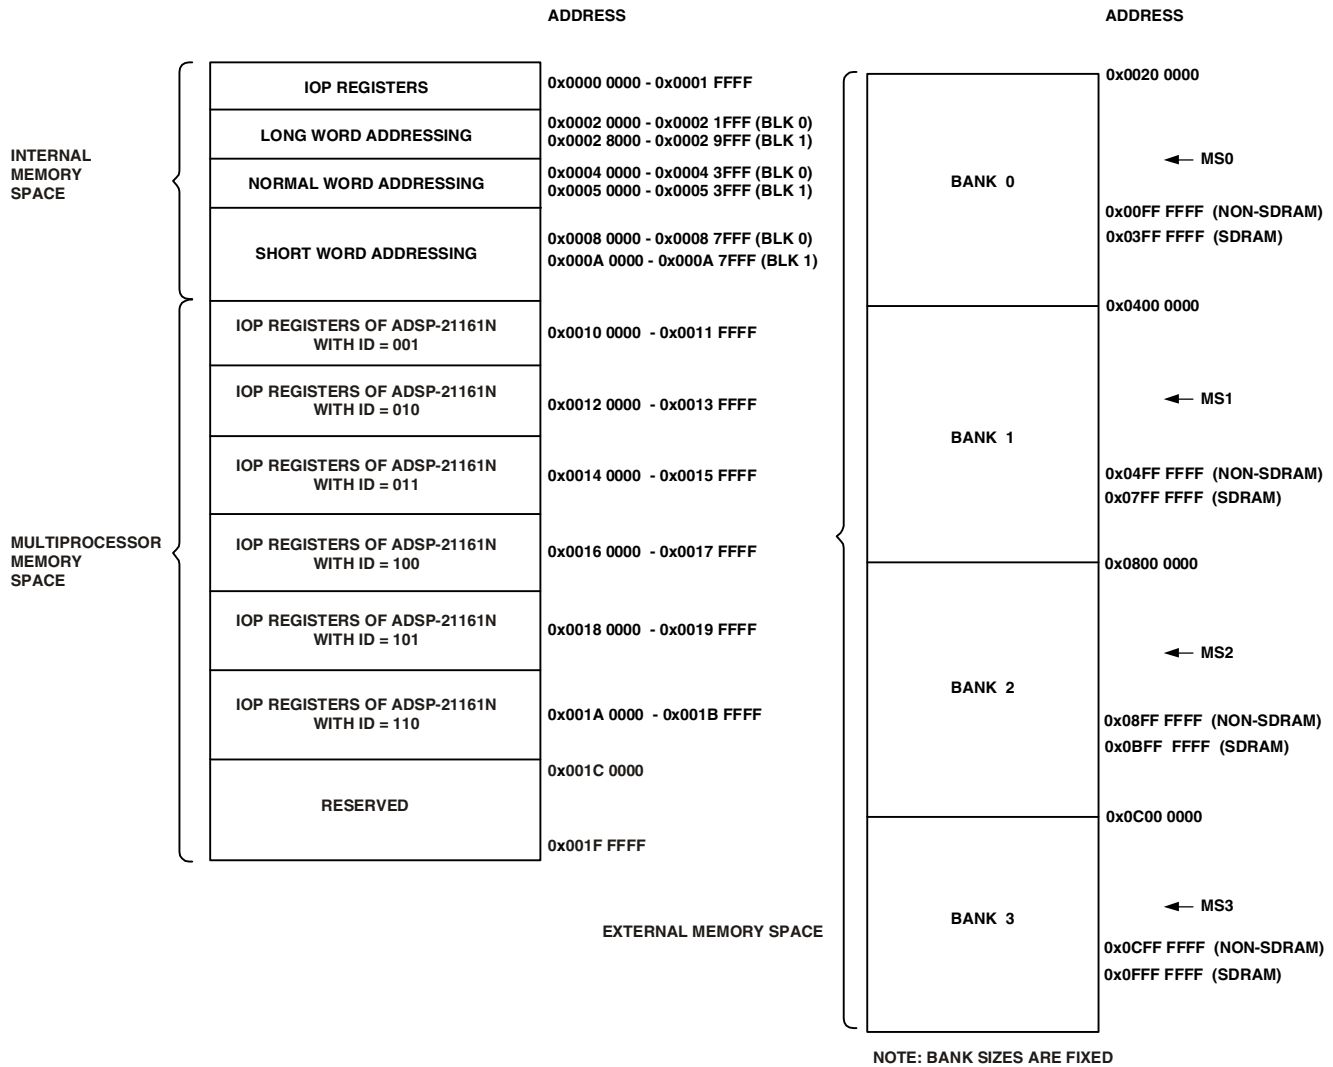 ADDRESS
INTERNAL
MEMORY
SPACE
IOP REGISTERS
0x0000 0000 - 0x0001 FFFF
LONG WORD ADDRESSING
0x0002 0000 - 0x0002 1FFF (BLK 0)
0x0002 8000 - 0x0002 9FFF (BLK 1)
NORMAL WORD ADDRESSING
0x0004 0000 - 0x0004 3FFF (BLK 0)
0x0005 0000 - 0x0005 3FFF (BLK 1)
SHORT WORD ADDRESSING
0x0008 0000 - 0x0008 7FFF (BLK 0)
0x000A 0000 - 0x000A 7FFF (BLK 1)
MULTIPROCESSOR
MEMORY
SPACE
IOP REGISTERS OF ADSP-21161N
WITH ID = 001
0x0010 0000 - 0x0011 FFFF
IOP REGISTERS OF ADSP-21161N
WITH ID = 010
0x0012 0000 - 0x0013 FFFF
IOP REGISTERS OF ADSP-21161N
WITH ID = 011
0x0014 0000 - 0x0015 FFFF
IOP REGISTERS OF ADSP-21161N
WITH ID = 100
0x0016 0000 - 0x0017 FFFF
IOP REGISTERS OF ADSP-21161N
WITH ID = 101
0x0018 0000 - 0x0019 FFFF
IOP REGISTERS OF ADSP-21161N
WITH ID = 110
0x001A 0000 - 0x001B FFFF
RESERVED
0x001C 0000
0x001F FFFF
ADDRESS
EXTERNAL MEMORY SPACE
0x0020 0000
BANK 0
MS0
0x00FF FFFF (NON-SDRAM)
0x03FF FFFF (SDRAM)
0x0400 0000
BANK 1
MS1
0x04FF FFFF (NON-SDRAM)
0x07FF FFFF (SDRAM)
0x0800 0000
BANK 2
MS2
0x08FF FFFF (NON-SDRAM)
0x0BFF FFFF (SDRAM)
0x0C00 0000
BANK 3
MS3
0x0CFF FFFF (NON-SDRAM)
0x0FFF FFFF (SDRAM)
NOTE: BANK SIZES ARE FIXED